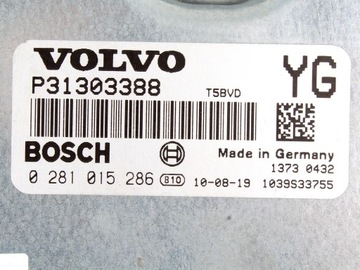 VOLVO YG
P31303388 T5BVD
BOSCH Made in Germany
1373 0432
0 281 015 286 810 10-08-19 1039S33755